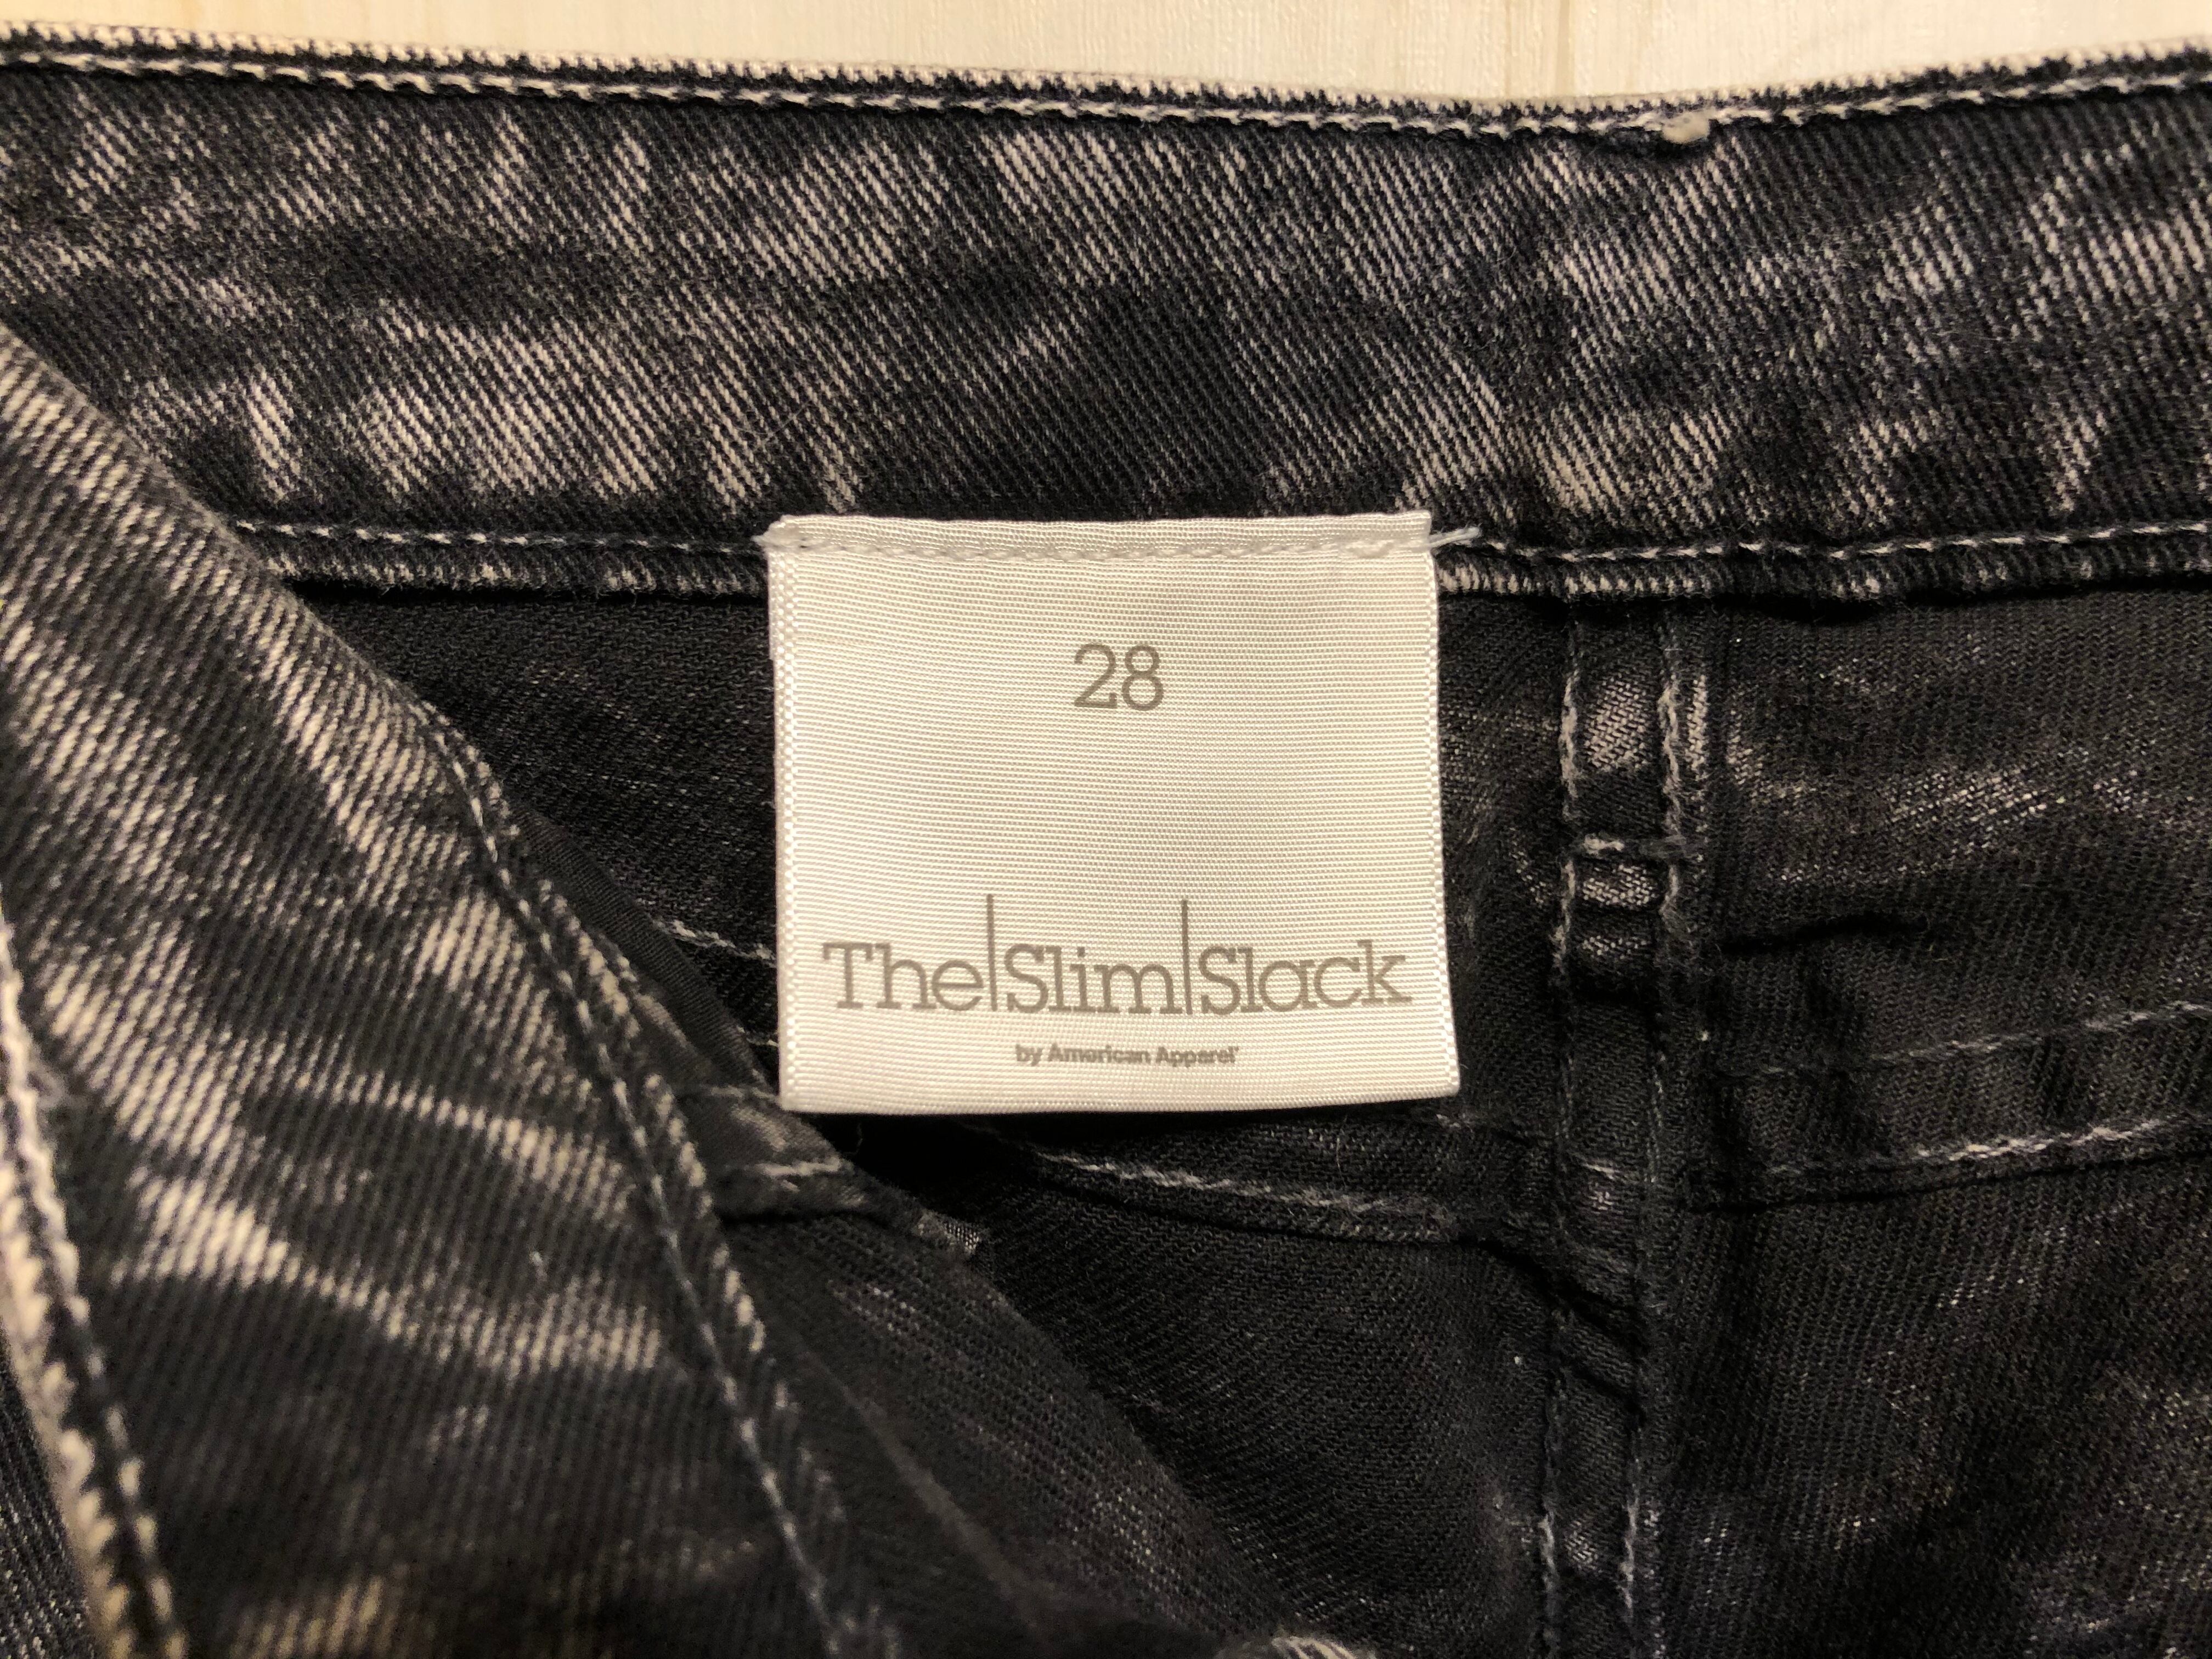 28
The|Slim|Slack
by American Apparel®